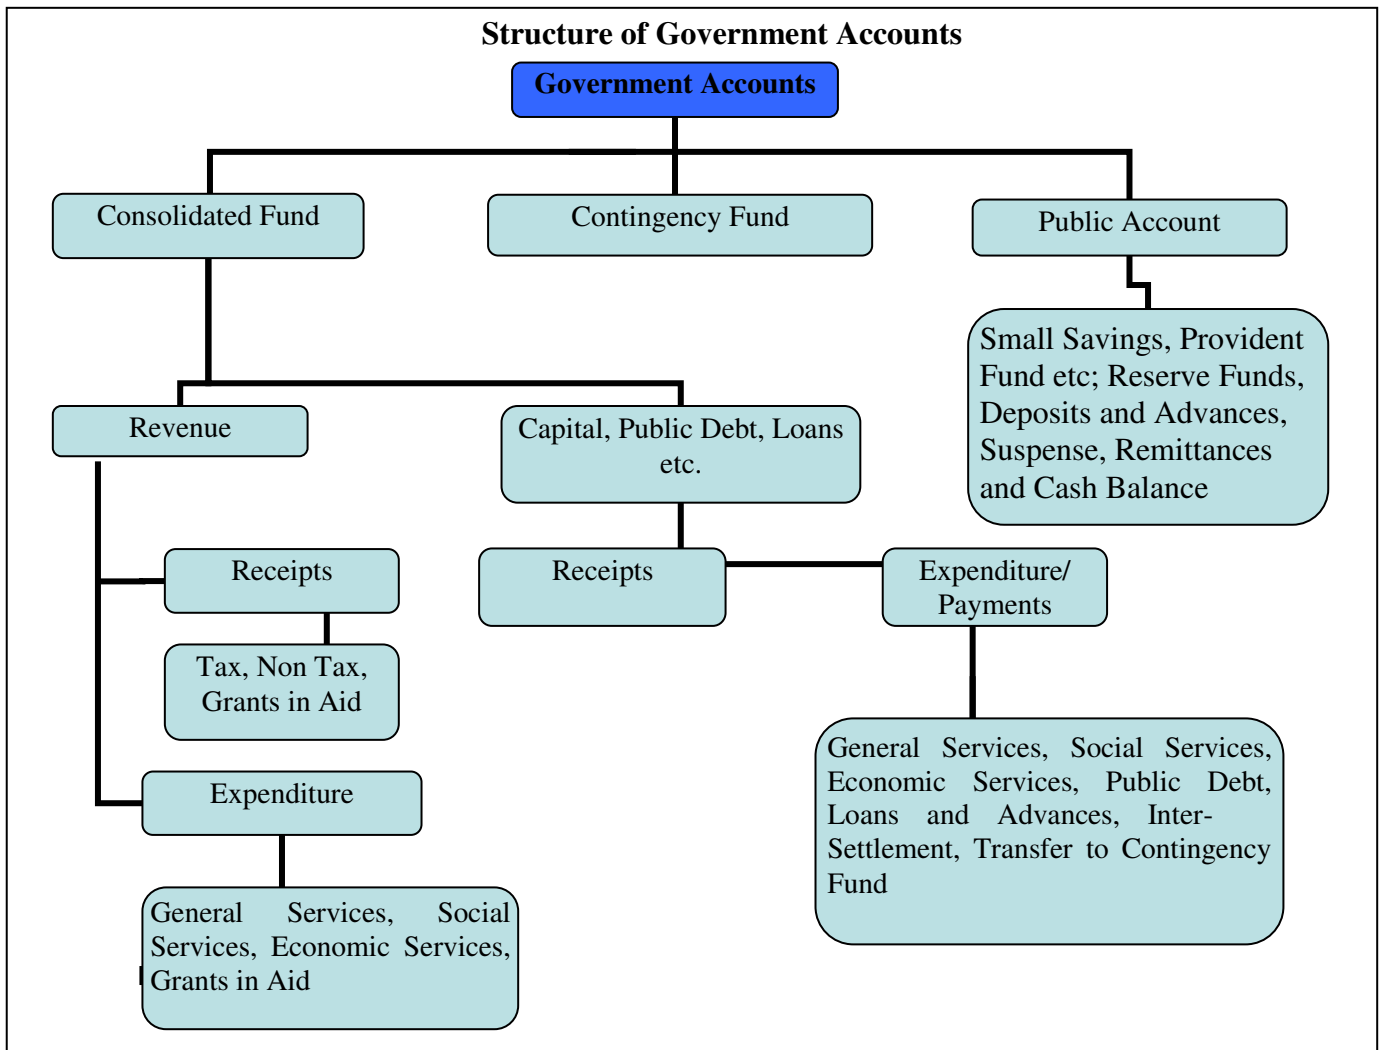 Structure of Government Accounts
Government Accounts
Consolidated Fund
Contingency Fund
Public Account
Small Savings, Provident
Fund etc; Reserve Funds,
Deposits and Advances,
Suspense, Remittances
and Cash Balance
Revenue
Capital, Public Debt, Loans
etc.
Receipts
Receipts
Expenditure/
Payments
Tax, Non Tax,
Grants in Aid
General Services, Social Services,
Economic Services, Public Debt,
Loans and Advances, Inter-
Settlement, Transfer to Contingency
Fund
Expenditure
General Services, Social
Services, Economic Services,
Grants in Aid